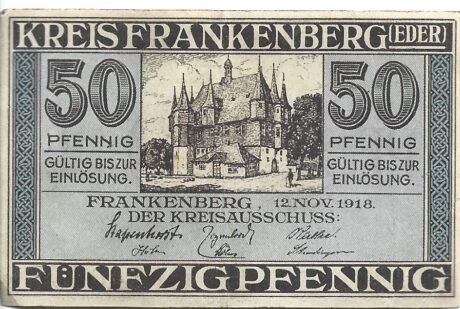 KREIS FRANKENBERG (EDER)
50 50
PFENNIG PFENNIG
GÜLTIG BIS ZUR GÜLTIG BIS ZUR
EINLÖSUNG. EINLÖSUNG.
FRANKENBERG, 12.NOV.1918.
DER KREISAUSSCHUSS:
FÜNFZIG PFENNIG